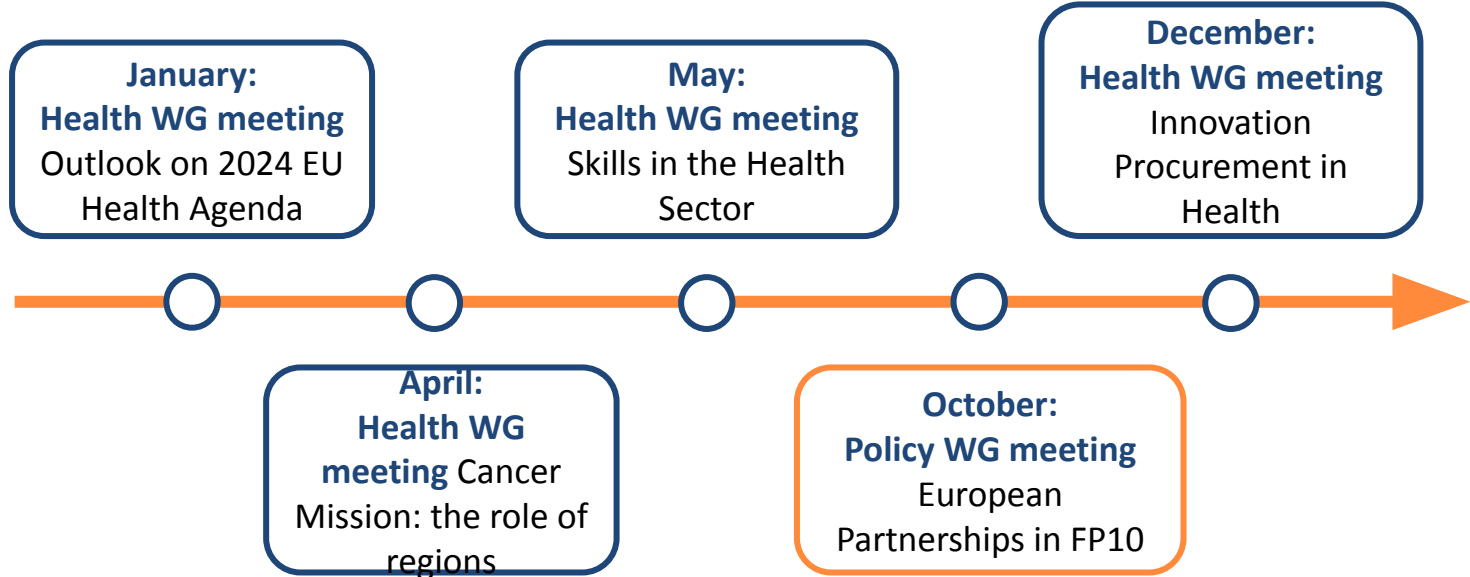 January:
Health WG meeting
Outlook on 2024 EU
Health Agenda
April:
Health WG
meeting Cancer
Mission: the role of
regions
May:
Health WG meeting
Skills in the Health
Sector
October:
Policy WG meeting
European
Partnerships in FP10
December:
Health WG meeting
Innovation
Procurement in
Health